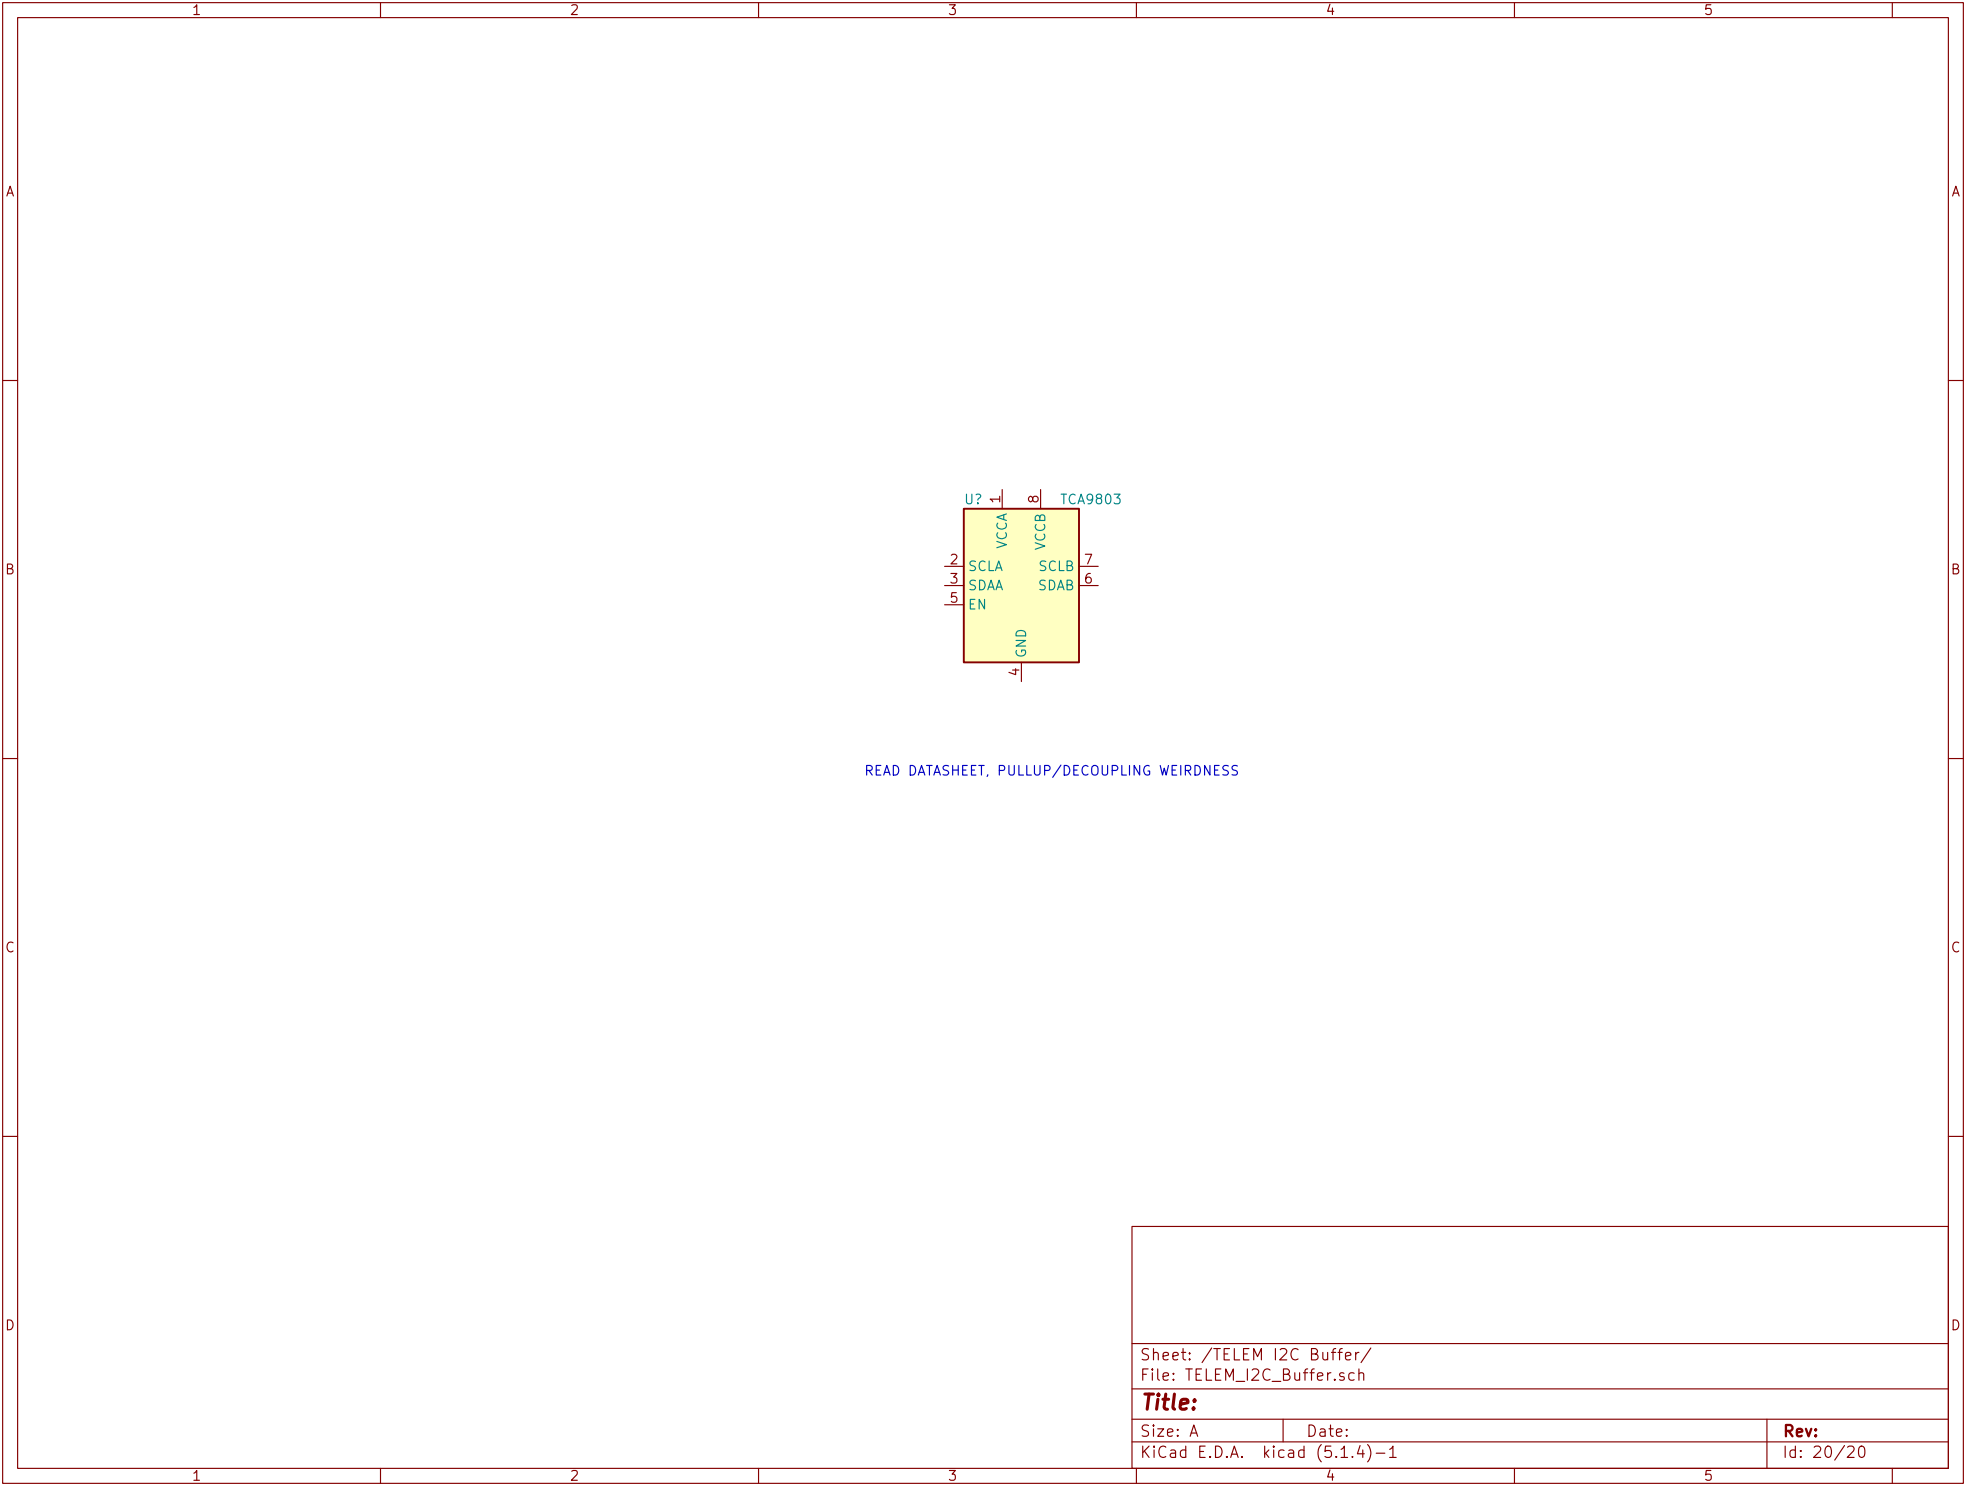 1 2 3 4 5
A A
U? 1 8 TCA9803
VCCA VCCB
2 SCLA SCLB 7
B B
3 SDAA SDAB 6
5 EN
GND
4
READ DATASHEET, PULLUP/DECOUPLING WEIRDNESS
C C
D D
Sheet: /TELEM I2C Buffer/
File: TELEM_I2C_Buffer.sch
Title:
Size: A Date: Rev:
KiCad E.D.A. kicad (5.1.4)-1 Id: 20/20
1 2 3 4 5